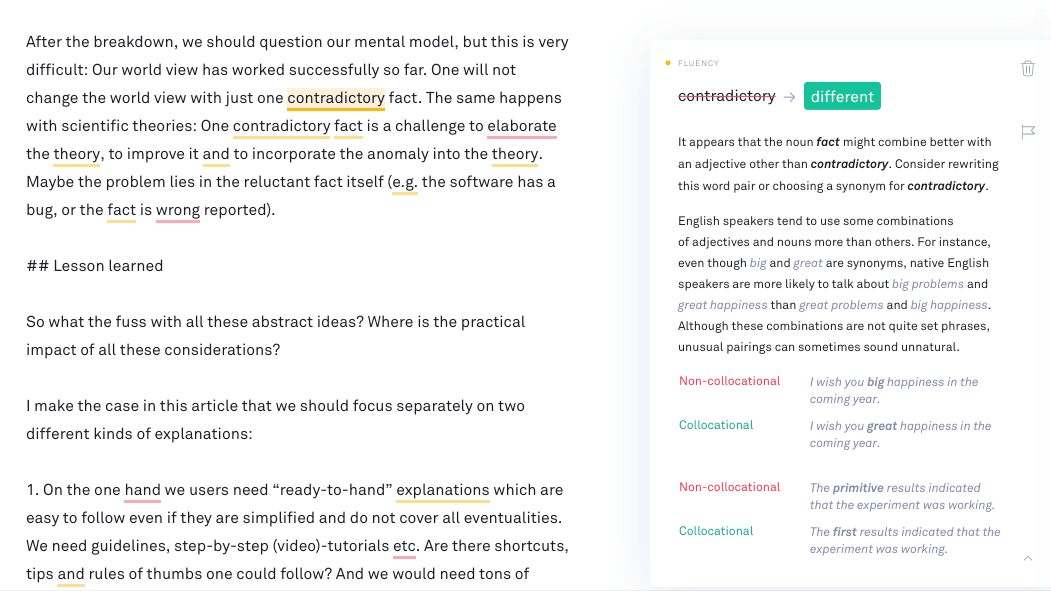 After the breakdown, we should question our mental model, but this is very
difficult: Our world view has worked successfully so far. One will not
change the world view with just one contradictory fact. The same happens
with scientific theories: One contradictory fact is a challenge to elaborate
the theory, to improve it and to incorporate the anomaly into the theory.
Maybe the problem lies in the reluctant fact itself (e.g. the software has a
bug, or the fact is wrong reported).
## Lesson learned
So what the fuss with all these abstract ideas? Where is the practical
impact of all these considerations?
I make the case in this article that we should focus separately on two
different kinds of explanations:
1. On the one hand we users need “ready-to-hand” explanations which are
easy to follow even if they are simplified and do not cover all eventualities.
We need guidelines, step-by-step (video)-tutorials etc. Are there shortcuts,
tips and rules of thumbs one could follow? And we would need tons of
FLUENCY
contradictory → different
It appears that the noun fact might combine better with
an adjective other than contradictory. Consider rewriting
this word pair or choosing a synonym for contradictory.
English speakers tend to use some combinations
of adjectives and nouns more than others. For instance,
even though big and great are synonyms, native English
speakers are more likely to talk about big problems and
great happiness than great problems and big happiness.
Although these combinations are not quite set phrases,
unusual pairings can sometimes sound unnatural.
Non-collocational I wish you big happiness in the
coming year.
Collocational I wish you great happiness in the
coming year.
Non-collocational The primitive results indicated
that the experiment was working.
Collocational The first results indicated that the
experiment was working.